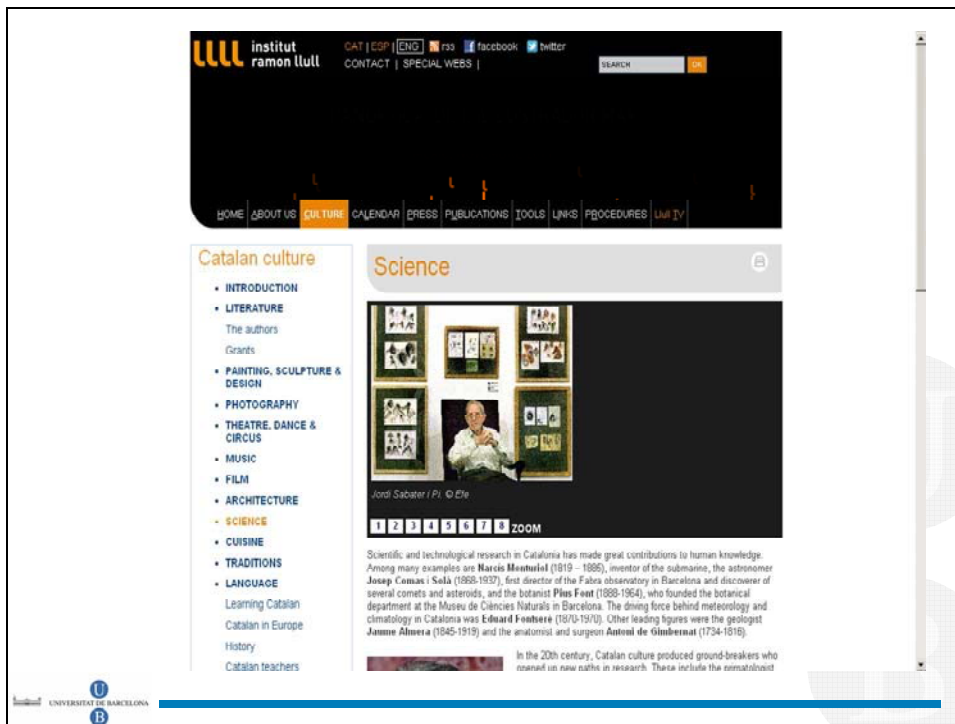 institut
ramon llull
CAT | ESP | ENG rss facebook twitter
CONTACT | SPECIAL WEBS |
SEARCH OK
HOME ABOUT US CULTURE CALENDAR PRESS PUBLICATIONS TOOLS LINKS PROCEDURES Llull TV
Catalan culture
INTRODUCTION
LITERATURE
The authors
Grants
PAINTING, SCULPTURE &
DESIGN
PHOTOGRAPHY
THEATRE, DANCE &
CIRCUS
MUSIC
FILM
ARCHITECTURE
SCIENCE
CUISINE
TRADITIONS
LANGUAGE
Learning Catalan
Catalan in Europe
History
Catalan teachers
Science
Jordi Sabater i Pi. © Efe
1 2 3 4 5 6 7 8 ZOOM
Scientific and technological research in Catalonia has made great contributions to human knowledge.
Among many examples are Narcís Monturiol (1819 – 1886), inventor of the submarine, the astronomer
Josep Comas i Solà (1868-1937), first director of the Fabra observatory in Barcelona and discoverer of
several comets and asteroids, and the botanist Pius Font (1888-1964), who founded the botanical
department at the Museu de Ciències Naturals in Barcelona. The driving force behind meteorology and
climatology in Catalonia was Eduard Fontserè (1870-1970). Other leading figures were the geologist
Jaume Almera (1845-1919) and the anatomist and surgeon Antoni de Gimbernat (1734-1816).
In the 20th century, Catalan culture produced ground-breakers who
opened up new paths in research. These include the primatologist
U
UNIVERSITAT DE BARCELONA
B